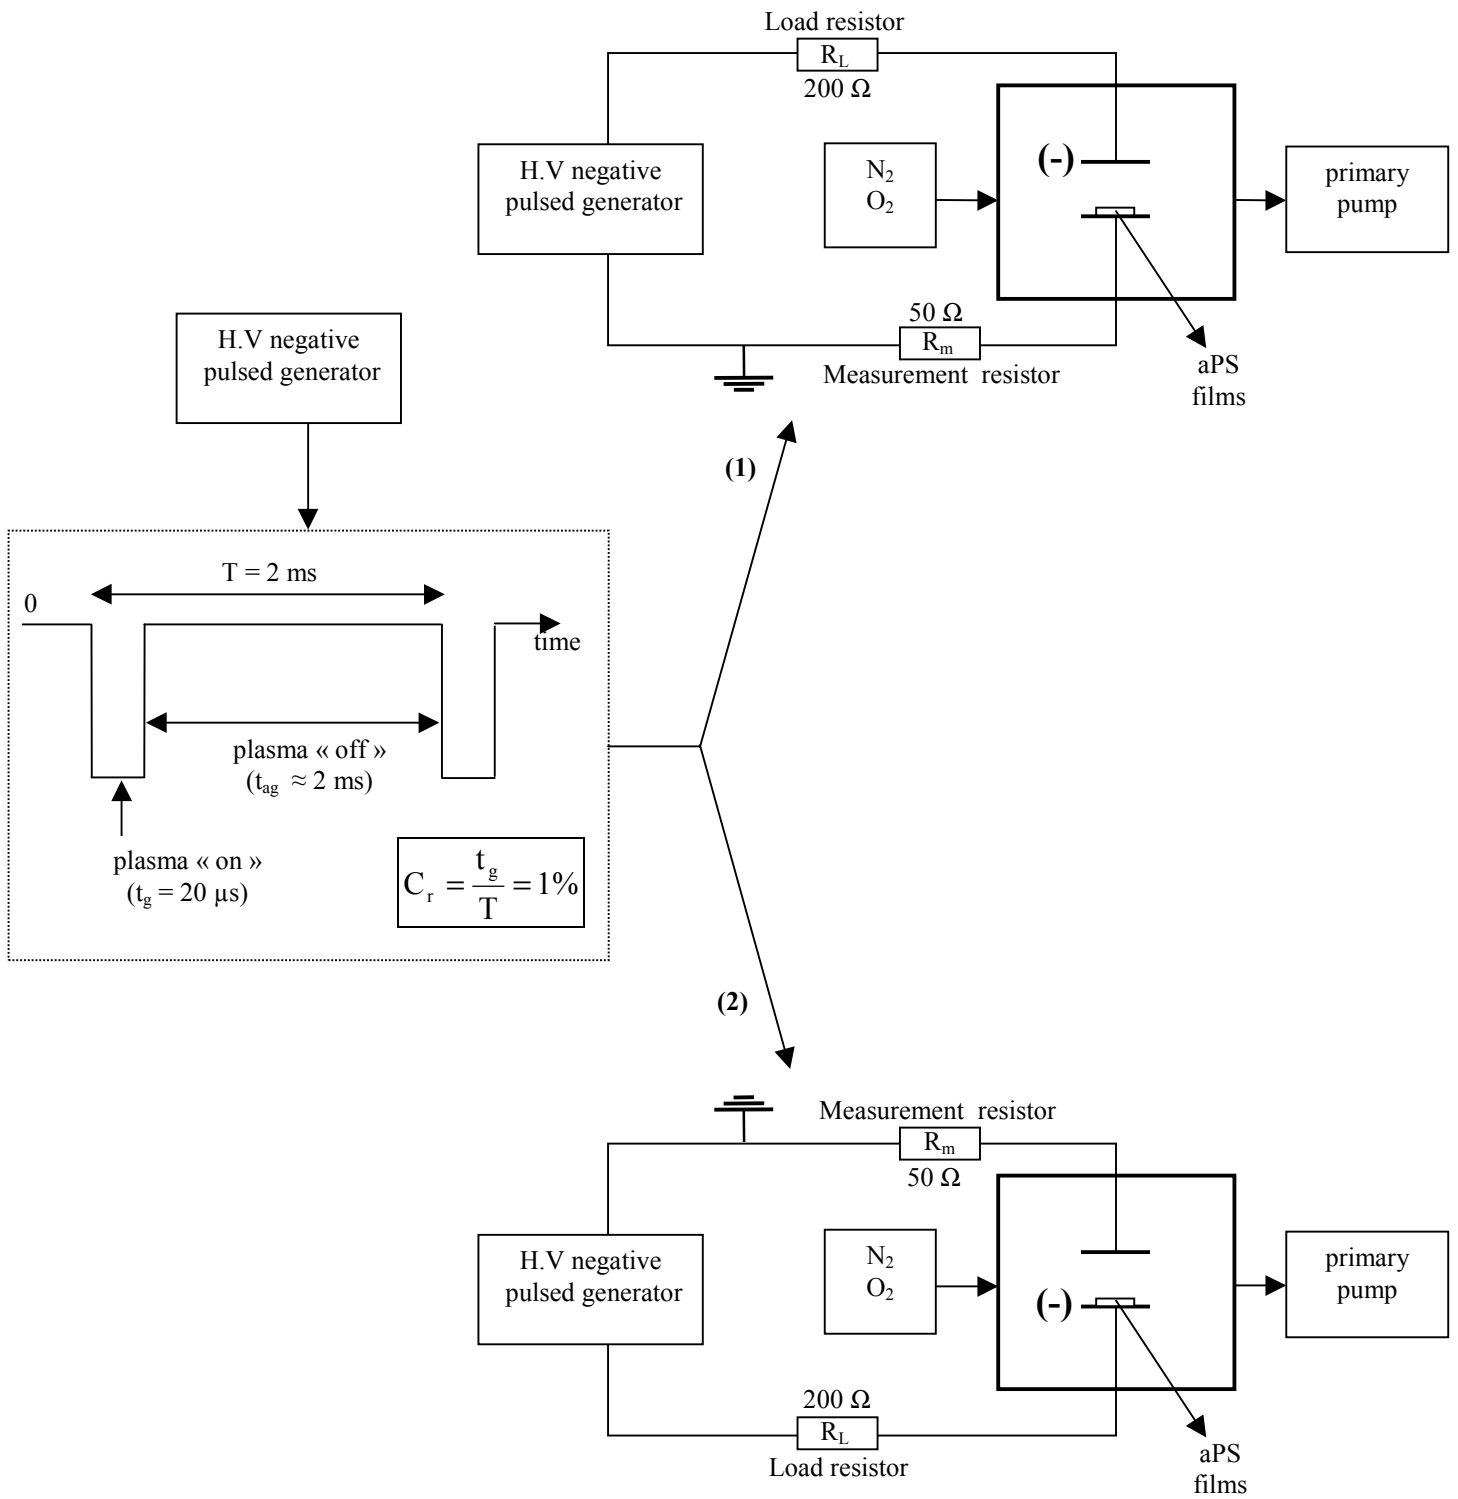 Load resistor
R_L
200 Ω
H.V negative
pulsed generator
N₂
O₂
(-)
primary
pump
50 Ω
R_m
Measurement resistor
aPS
films
H.V negative
pulsed generator
(1)
T = 2 ms
0
time
plasma « off »
(t_ag ≈ 2 ms)
plasma « on »
(t_g = 20 µs)
C_r = t_g / T = 1%
(2)
Measurement resistor
R_m
50 Ω
H.V negative
pulsed generator
N₂
O₂
(-)
primary
pump
200 Ω
R_L
Load resistor
aPS
films